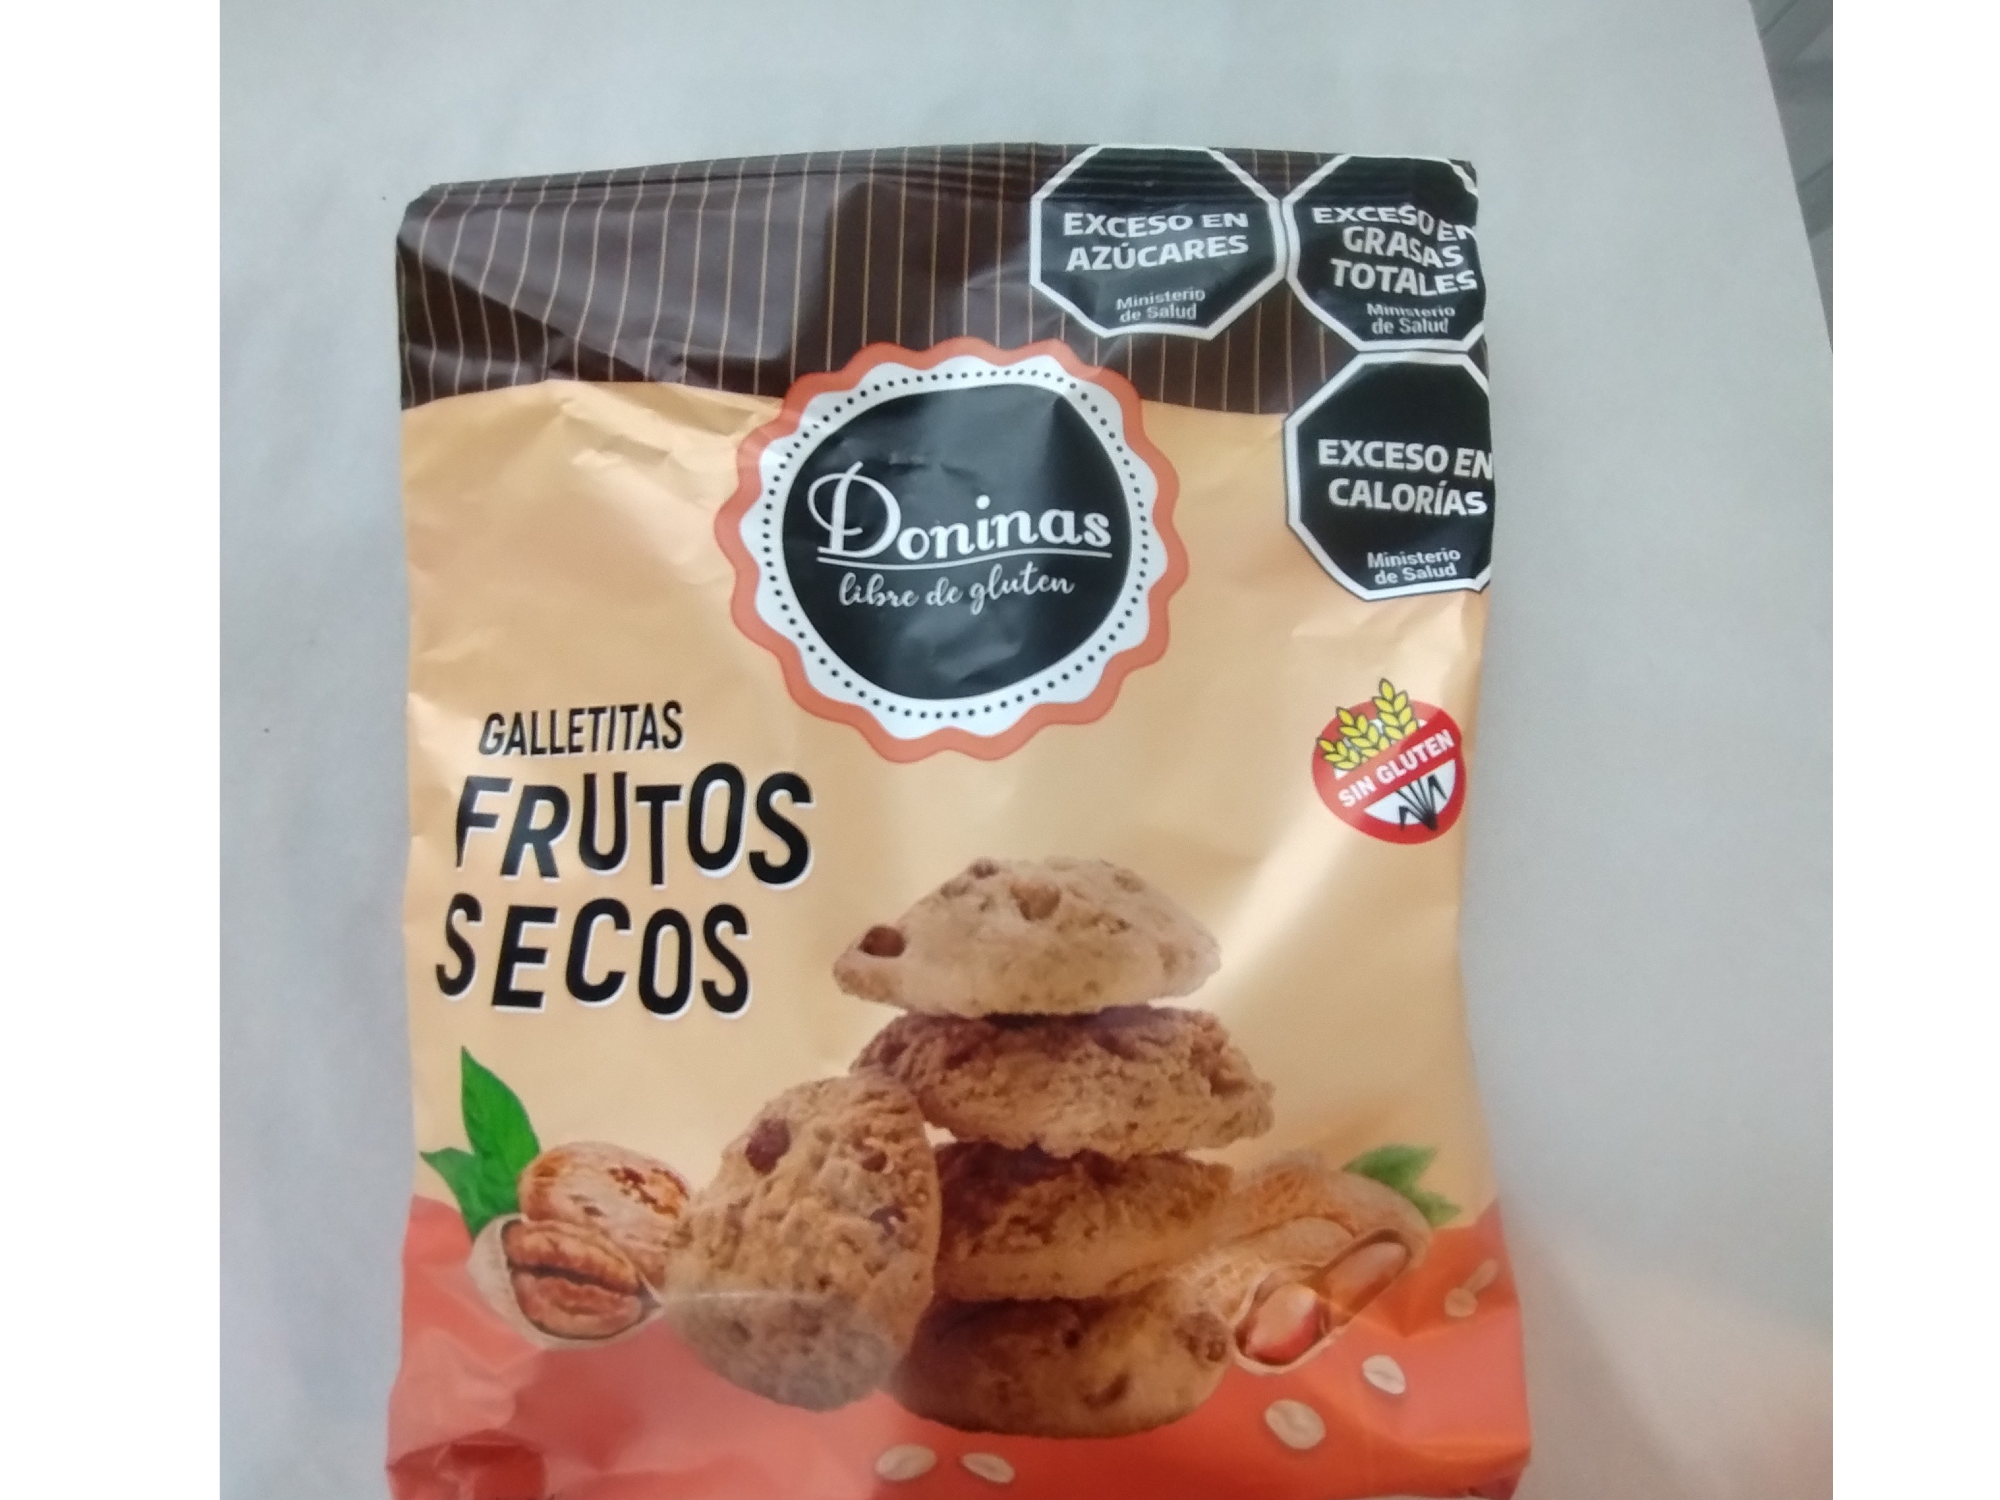 EXCESO EN
AZÚCARES
Ministerio
de Salud
EXCESO EN
GRASAS
TOTALES
Ministerio
de Salud
EXCESO EN
CALORÍAS
Ministerio
de Salud
Doninas
libre de gluten
SIN GLUTEN
GALLETITAS
FRUTOS
SECOS